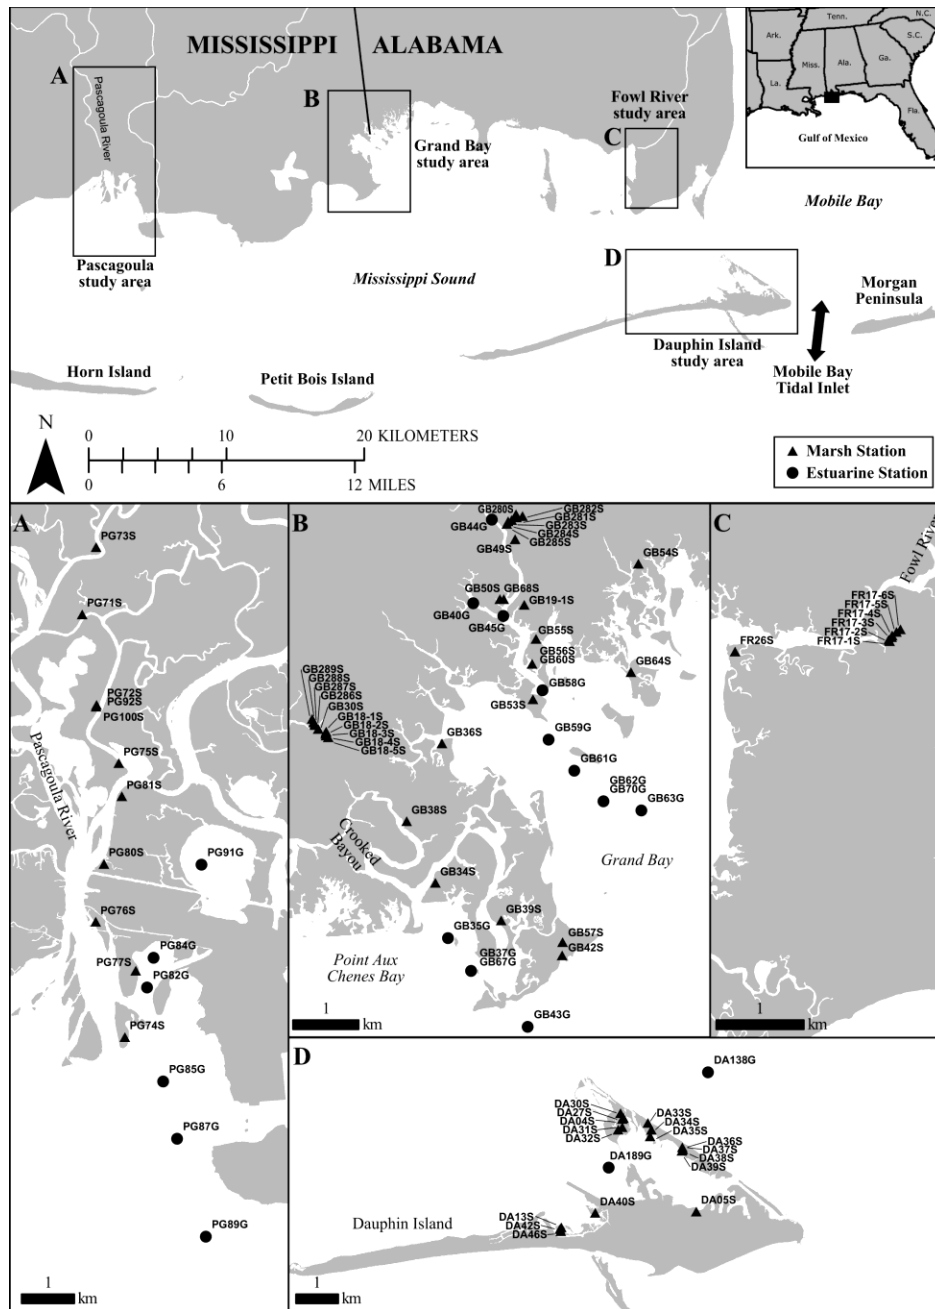 MISSISSIPPI
ALABAMA
A
Pascagoula River
B
Grand Bay
study area
Fowl River
study area
C
Tenn.
N.C.
Ark.
S.C.
Miss.
Ala.
Ga.
La.
Fla.
Gulf of Mexico
Mobile Bay
Pascagoula
study area
Mississippi Sound
D
Morgan
Peninsula
Dauphin Island
study area
Mobile Bay
Tidal Inlet
Horn Island
Petit Bois Island
N
0 10 20 KILOMETERS
0 6 12 MILES
Marsh Station
Estuarine Station
A
PG73S
PG71S
PG72S
PG92S
PG100S
Pascagoula River
PG75S
PG81S
PG80S
PG91G
PG76S
PG84G
PG77S
PG82G
PG74S
PG85G
PG87G
PG89G
1
km
B
GB280S
GB282S
GB281S
GB44G
GB283S
GB284S
GB49S
GB285S
GB54S
GB50S
GB68S
GB40G
GB19-1S
GB45G
GB55S
GB56S
GB60S
GB64S
GB58G
GB53S
GB289S
GB288S
GB287S
GB286S
GB30S
GB18-1S
GB18-2S
GB18-3S
GB18-4S
GB18-5S
GB36S
GB59G
GB61G
GB62G
GB70G
GB63G
GB38S
Crooked
Bayou
Grand Bay
GB34S
GB39S
GB35G
GB57S
GB42S
GB37G
GB67G
Point Aux
Chenes Bay
GB43G
1
km
C
Fowl River
FR17-6S
FR17-5S
FR17-4S
FR17-3S
FR17-2S
FR17-1S
FR26S
1
km
D
DA138G
DA30S
DA27S
DA04S
DA31S
DA32S
DA33S
DA34S
DA35S
DA36S
DA37S
DA38S
DA39S
DA189G
DA40S
DA05S
DA13S
DA42S
DA46S
Dauphin Island
1
km